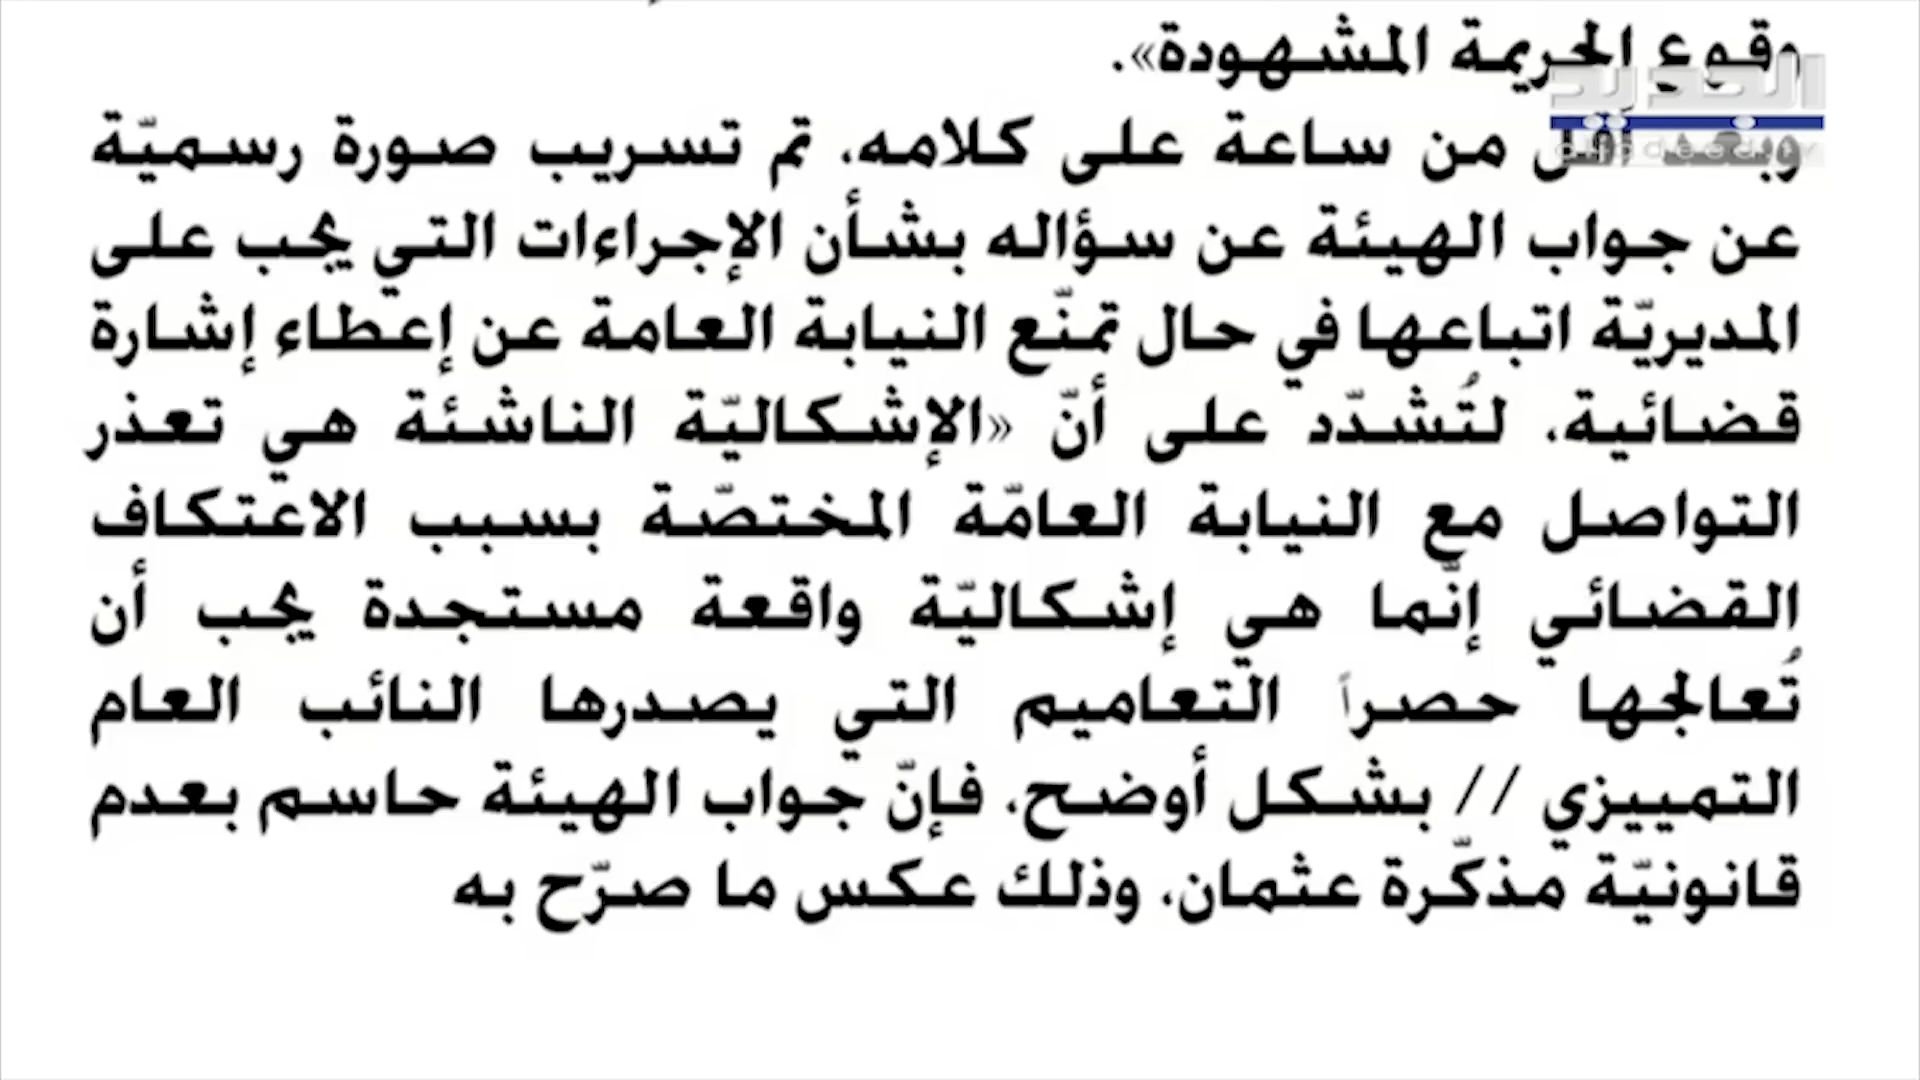 وقوع الجريمة المشهودة».
الجديد
وبعد أقل من ساعة على كلامه، تم تسريب صورة رسميّة
عن جواب الهيئة عن سؤاله بشأن الإجراءات التي يجب على
المديريّة اتباعها في حال تمنّع النيابة العامة عن إعطاء إشارة
قضائية، لتُشدّد على أنّ «الإشكاليّة الناشئة هي تعذر
التواصل مع النيابة العامّة المختصّة بسبب الاعتكاف
القضائي إنّما هي إشكاليّة واقعة مستجدة يجب أن
تُعالجها حصراً التعاميم التي يصدرها النائب العام
التمييزي // بشكل أوضح، فإنّ جواب الهيئة حاسم بعدم
قانونيّة مذكّرة عثمان، وذلك عكس ما صرّح به